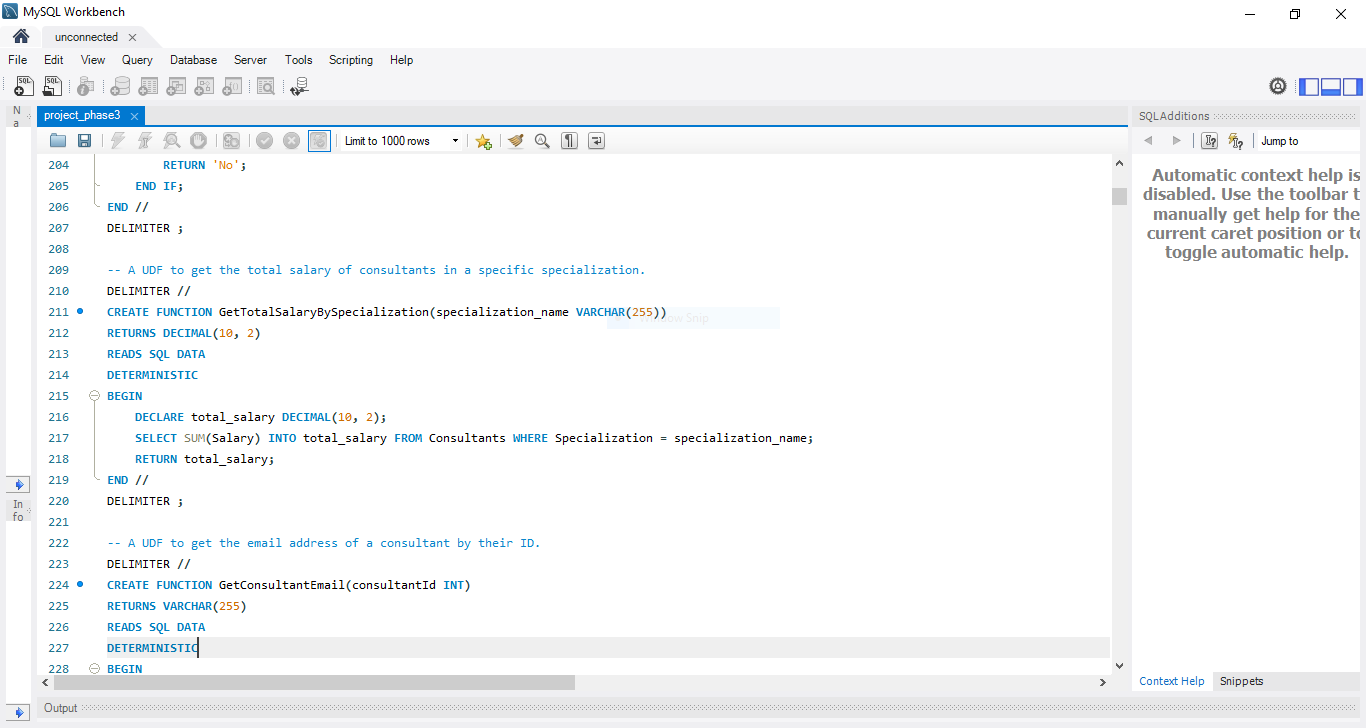 MySQL Workbench
unconnected
File Edit View Query Database Server Tools Scripting Help
SQL SQL
N
a
project_phase3
Limit to 1000 rows
204 RETURN 'No';
205 END IF;
206 END //
207 DELIMITER ;
208
209 -- A UDF to get the total salary of consultants in a specific specialization.
210 DELIMITER //
211 CREATE FUNCTION GetTotalSalaryBySpecialization(specialization_name VARCHAR(255))
212 RETURNS DECIMAL(10, 2)
213 READS SQL DATA
214 DETERMINISTIC
215 BEGIN
216 DECLARE total_salary DECIMAL(10, 2);
217 SELECT SUM(Salary) INTO total_salary FROM Consultants WHERE Specialization = specialization_name;
218 RETURN total_salary;
219 END //
220 DELIMITER ;
221
222 -- A UDF to get the email address of a consultant by their ID.
223 DELIMITER //
224 CREATE FUNCTION GetConsultantEmail(consultantId INT)
225 RETURNS VARCHAR(255)
226 READS SQL DATA
227 DETERMINISTIC
228 BEGIN
In
fo
Snip
SQLAdditions
Jump to
Automatic context help is
disabled. Use the toolbar t
manually get help for the
current caret position or to
toggle automatic help.
Context Help Snippets
Output